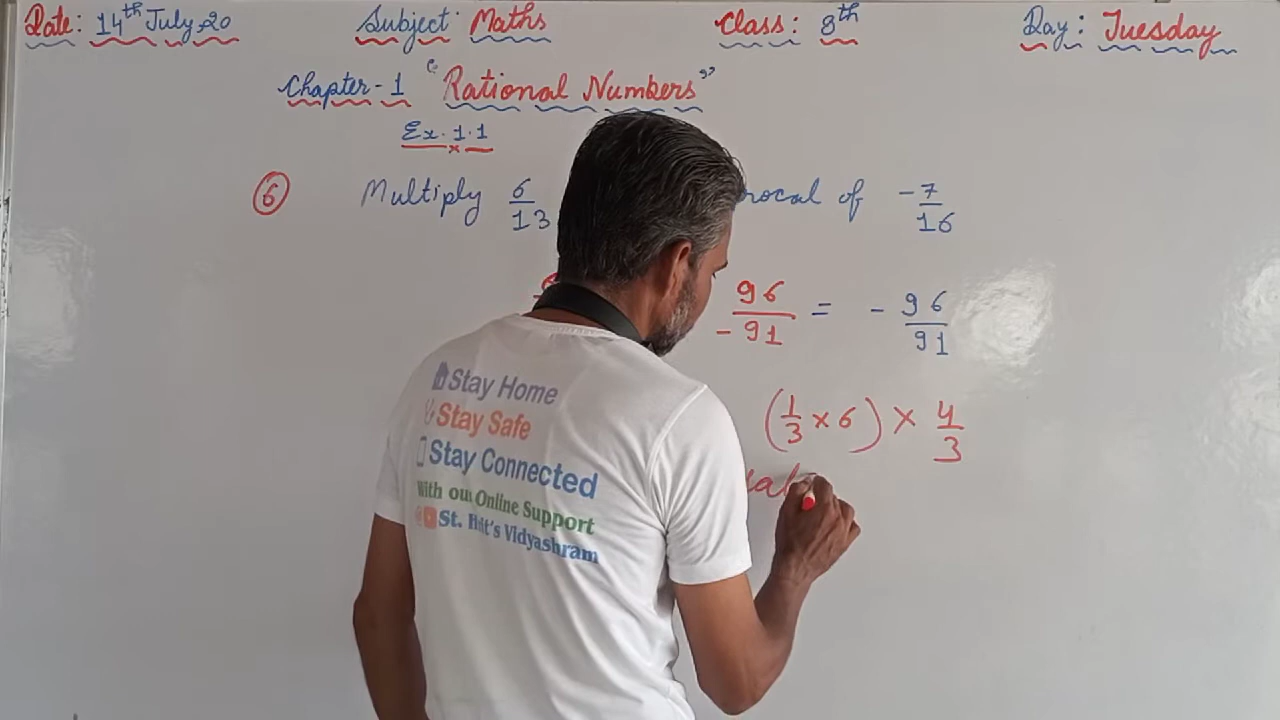 Date: 14th July 20 Subject: Maths Class: 8th Day: Tuesday
Chapter-1 "Rational Numbers"
Ex. 1.1
6 Multiply 6/13 rocal of -7/16
96/-91 = -96/91
(1/3 × 6) × 4/3
Stay Home
Stay Safe
Stay Connected
With our Online Support
Vidyashram